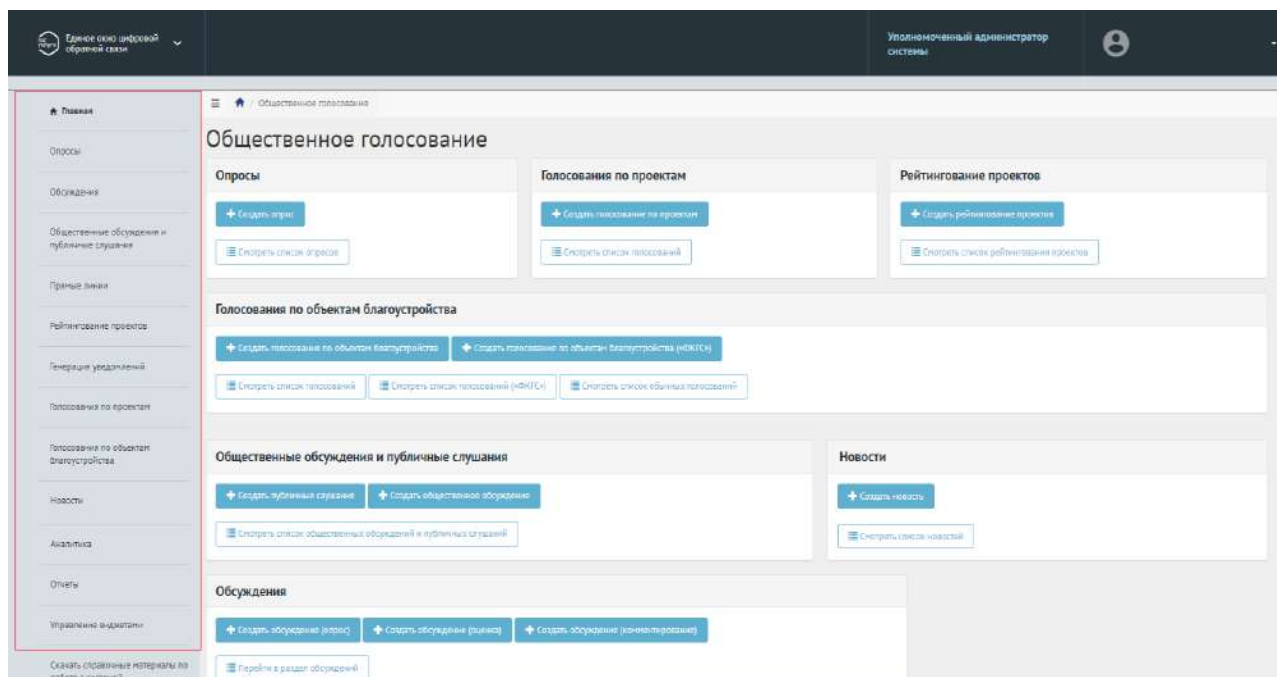 Единое окно цифровой
обратной связи
Уполномоченный администратор
системы
Главная
Опросы
Обсуждения
Общественные обсуждения и
публичные слушания
Прямые линии
Рейтингование проектов
Генерация уведомлений
Голосования по проектам
Голосования по объектам
благоустройства
Новости
Аналитика
Отчеты
Управление виджетами
Скачать справочные материалы по
работе с системой
/ Общественное голосование
Общественное голосование
Опросы
Создать опрос
Смотреть список опросов
Голосования по проектам
Создать голосование по проектам
Смотреть список голосований
Рейтингование проектов
Создать рейтингование проектов
Смотреть список рейтингования проектов
Голосования по объектам благоустройства
Создать голосование по объектам благоустройства
Создать голосование по объектам благоустройства («ФКГС»)
Смотреть список голосований
Смотреть список голосований («ФКГС»)
Смотреть список обычных голосований
Общественные обсуждения и публичные слушания
Создать публичные слушания
Создать общественное обсуждение
Смотреть список общественных обсуждений и публичных слушаний
Новости
Создать новость
Смотреть список новостей
Обсуждения
Создать обсуждение (опрос)
Создать обсуждение (оценка)
Создать обсуждение (комментирование)
Перейти в раздел обсуждений